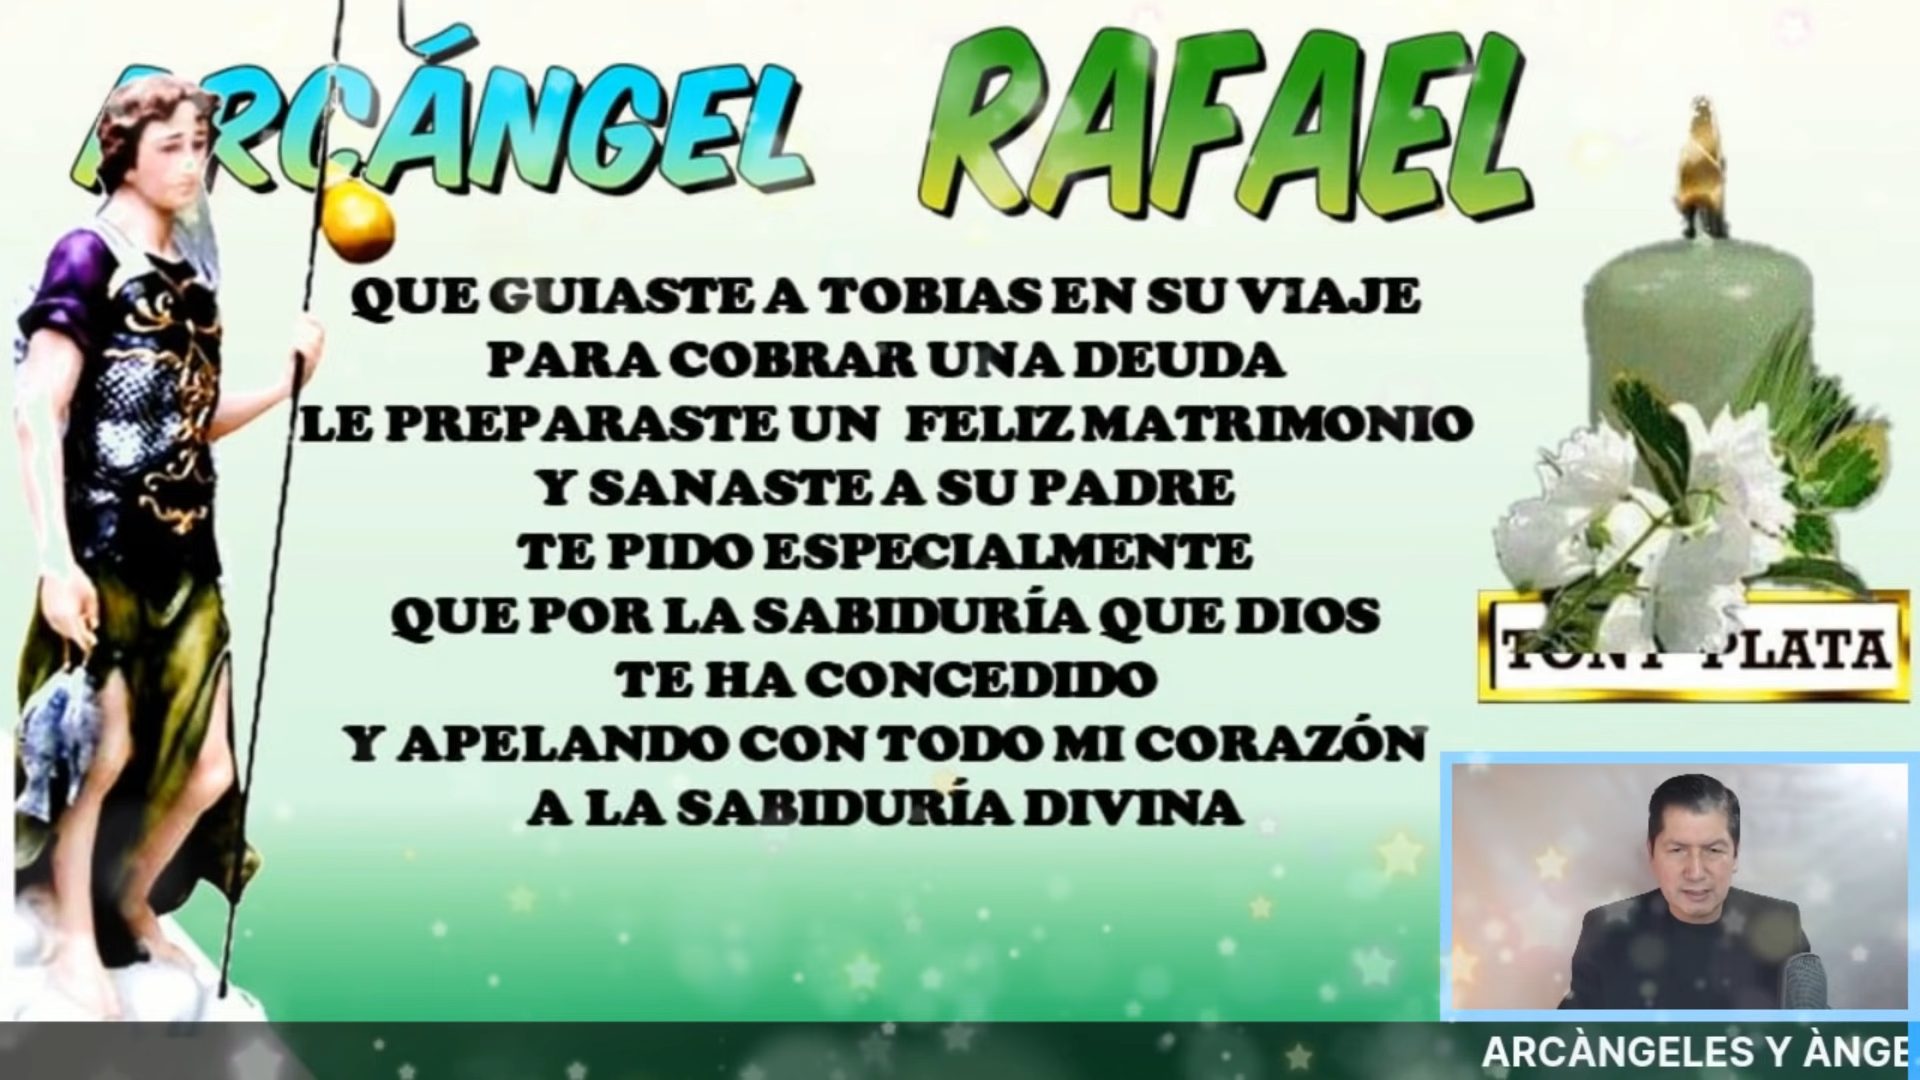 ARCÁNGEL RAFAEL
QUE GUIASTE A TOBIAS EN SU VIAJE
PARA COBRAR UNA DEUDA
LE PREPARASTE UN FELIZ MATRIMONIO
Y SANASTE A SU PADRE
TE PIDO ESPECIALMENTE
QUE POR LA SABIDURÍA QUE DIOS
TE HA CONCEDIDO
Y APELANDO CON TODO MI CORAZÓN
A LA SABIDURÍA DIVINA
TONY PLATA
ARCÀNGELES Y ÀNGE